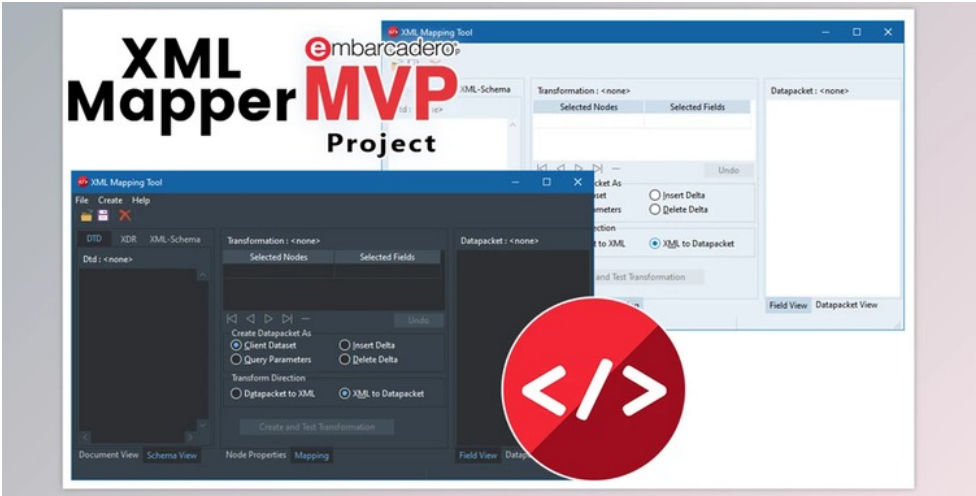 XML
Mapper
embarcadero
MVP
Project
XML Mapping Tool
XML-Schema
Transformation : <none>
Selected Nodes Selected Fields
Undo
Insert Delta
Delete Delta
XML to Datapacket
and Test Transformation
Datapacket : <none>
Field View Datapacket View
XML Mapping Tool
File Create Help
DTD XDR XML-Schema
Dtd : <none>
Document View Schema View
Transformation : <none>
Selected Nodes Selected Fields
Undo
Create Datapacket As
Client Dataset Insert Delta
Query Parameters Delete Delta
Transform Direction
Datapacket to XML XML to Datapacket
Create and Test Transformation
Node Properties Mapping
Datapacket : <none>
Field View
</>